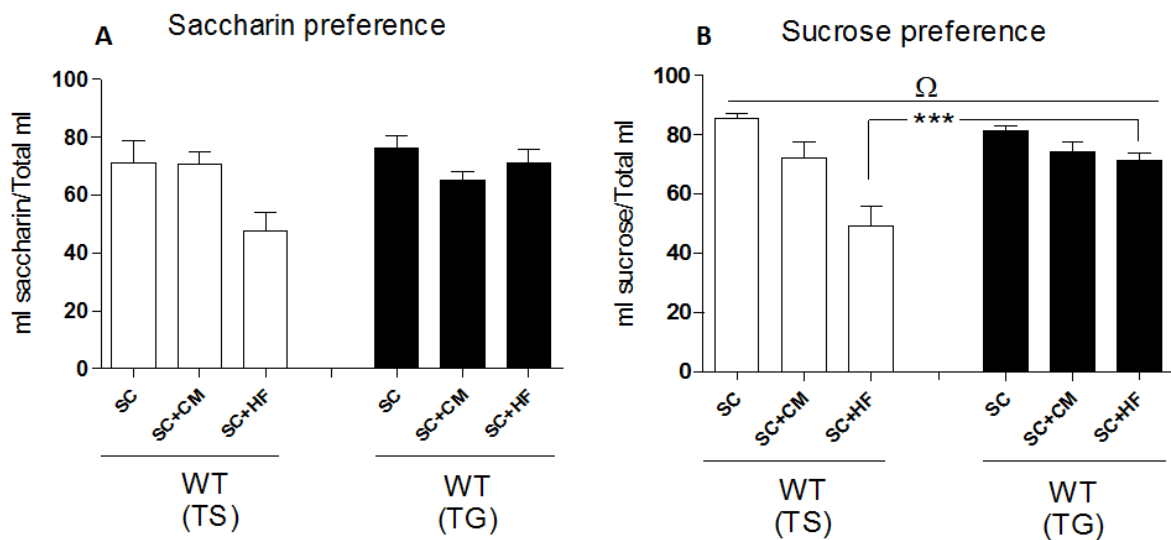 A
Saccharin preference
ml saccharin/Total ml
100
80
60
40
20
0
SC
SC+CM
SC+HF
SC
SC+CM
SC+HF
WT
(TS)
WT
(TG)
B
Sucrose preference
ml sucrose/Total ml
100
80
60
40
20
0
Ω
***
SC
SC+CM
SC+HF
SC
SC+CM
SC+HF
WT
(TS)
WT
(TG)